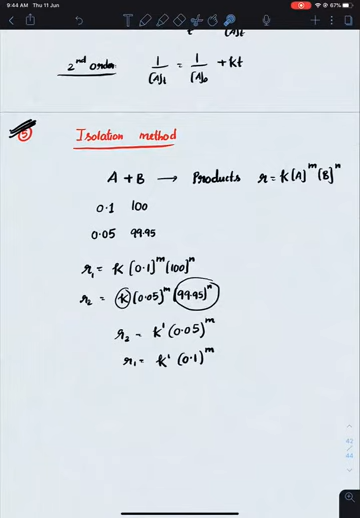 9:44 AM Thu 11 Jun
67%
t [A]t
2nd order 1/[A]t = 1/[A]0 + kt
5 Isolation method
A + B → Products r = K[A]^m [B]^n
0.1 100
0.05 99.95
r1 = K [0.1]^m [100]^n
r2 = K (0.05)^m (99.95)^n
r2 = K' (0.05)^m
r1 = K' (0.1)^m
42
44